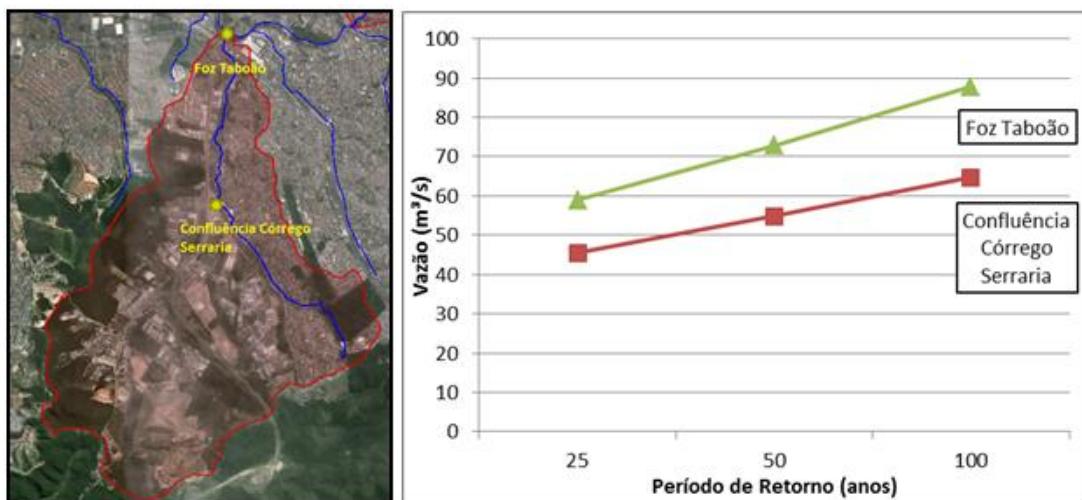 Foz Taboão
Confluência Córrego
Serraria
Vazão (m³/s)
100
90
80
70
60
50
40
30
20
10
0
25
50
100
Período de Retorno (anos)
Foz Taboão
Confluência
Córrego
Serraria